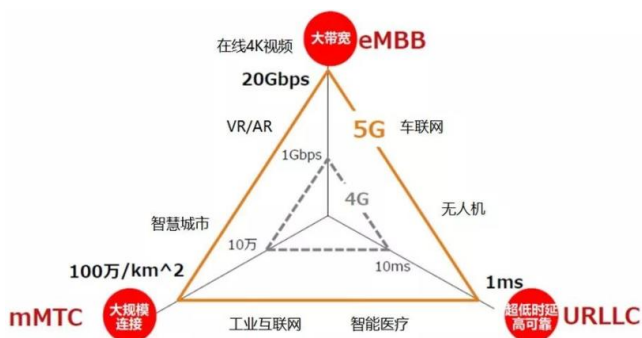 在线4K视频
大带宽
eMBB
20Gbps
VR/AR
5G
车联网
1Gbps
4G
无人机
智慧城市
10万
10ms
100万/km^2
1ms
mMTC
大规模
连接
超低时延
高可靠
URLLC
工业互联网
智能医疗